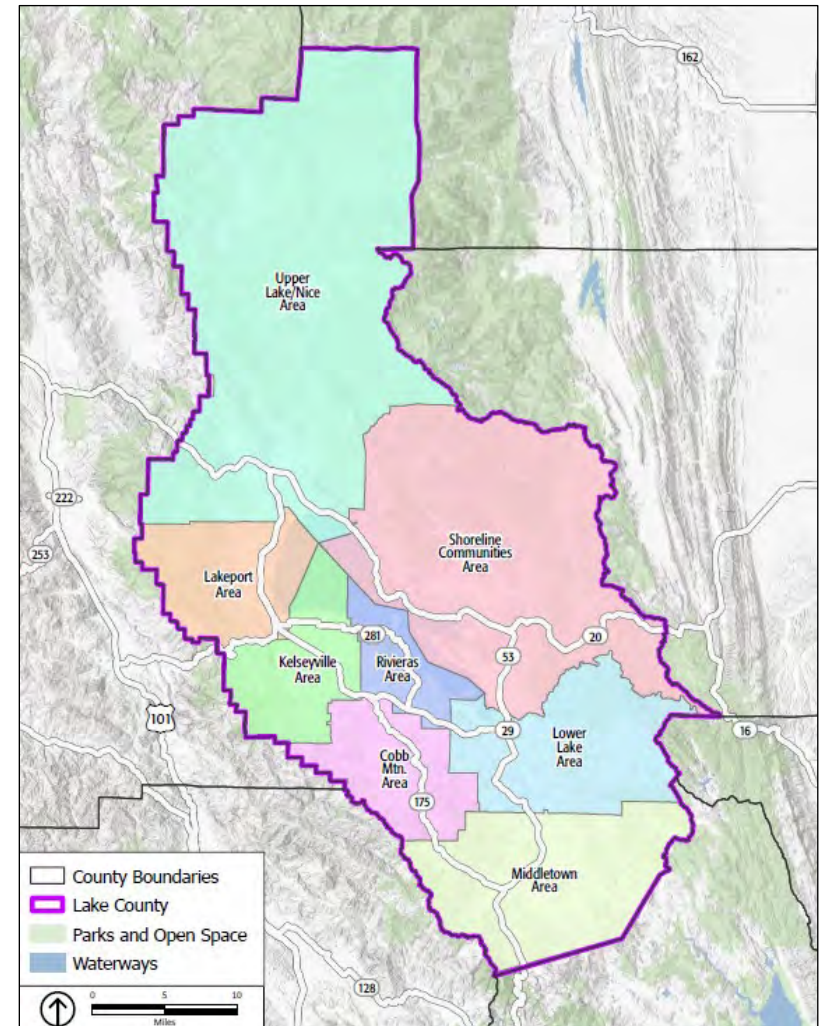 162
Upper
Lake/Nice
Area
222
253
Shoreline
Communities
Area
Lakeport
Area
20
281
53
Kelseyville
Area
Rivieras
Area
101
16
29
Lower
Lake
Area
Cobb
Mtn.
Area
175
Middletown
Area
County Boundaries
Lake County
Parks and Open Space
Waterways
128
0 5 10
Miles